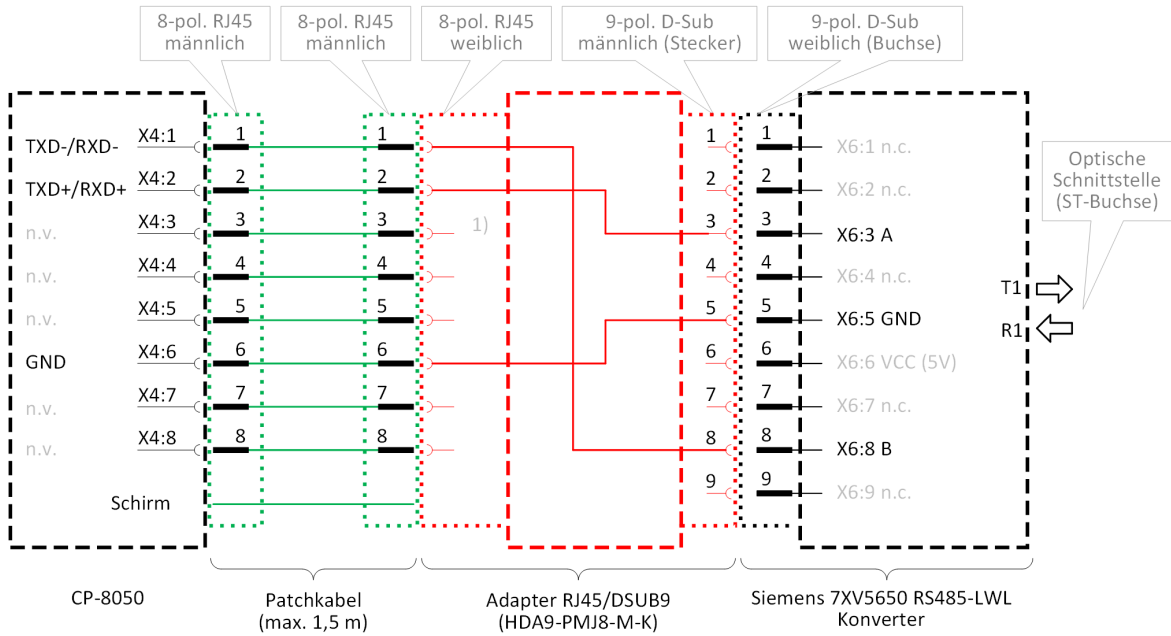 8-pol. RJ45
männlich
8-pol. RJ45
männlich
8-pol. RJ45
weiblich
9-pol. D-Sub
männlich (Stecker)
9-pol. D-Sub
weiblich (Buchse)
TXD-/RXD- X4:1 1 1 1 1 X6:1 n.c.
TXD+/RXD+ X4:2 2 2 2 2 X6:2 n.c.
n.v. X4:3 3 3 1) 3 3 X6:3 A
n.v. X4:4 4 4 4 4 X6:4 n.c.
n.v. X4:5 5 5 5 5 X6:5 GND
GND X4:6 6 6 6 6 X6:6 VCC (5V)
n.v. X4:7 7 7 7 7 X6:7 n.c.
n.v. X4:8 8 8 8 8 X6:8 B
9 9 X6:9 n.c.
Schirm
Optische
Schnittstelle
(ST-Buchse)
T1
R1
CP-8050
Patchkabel
(max. 1,5 m)
Adapter RJ45/DSUB9
(HDA9-PMJ8-M-K)
Siemens 7XV5650 RS485-LWL
Konverter